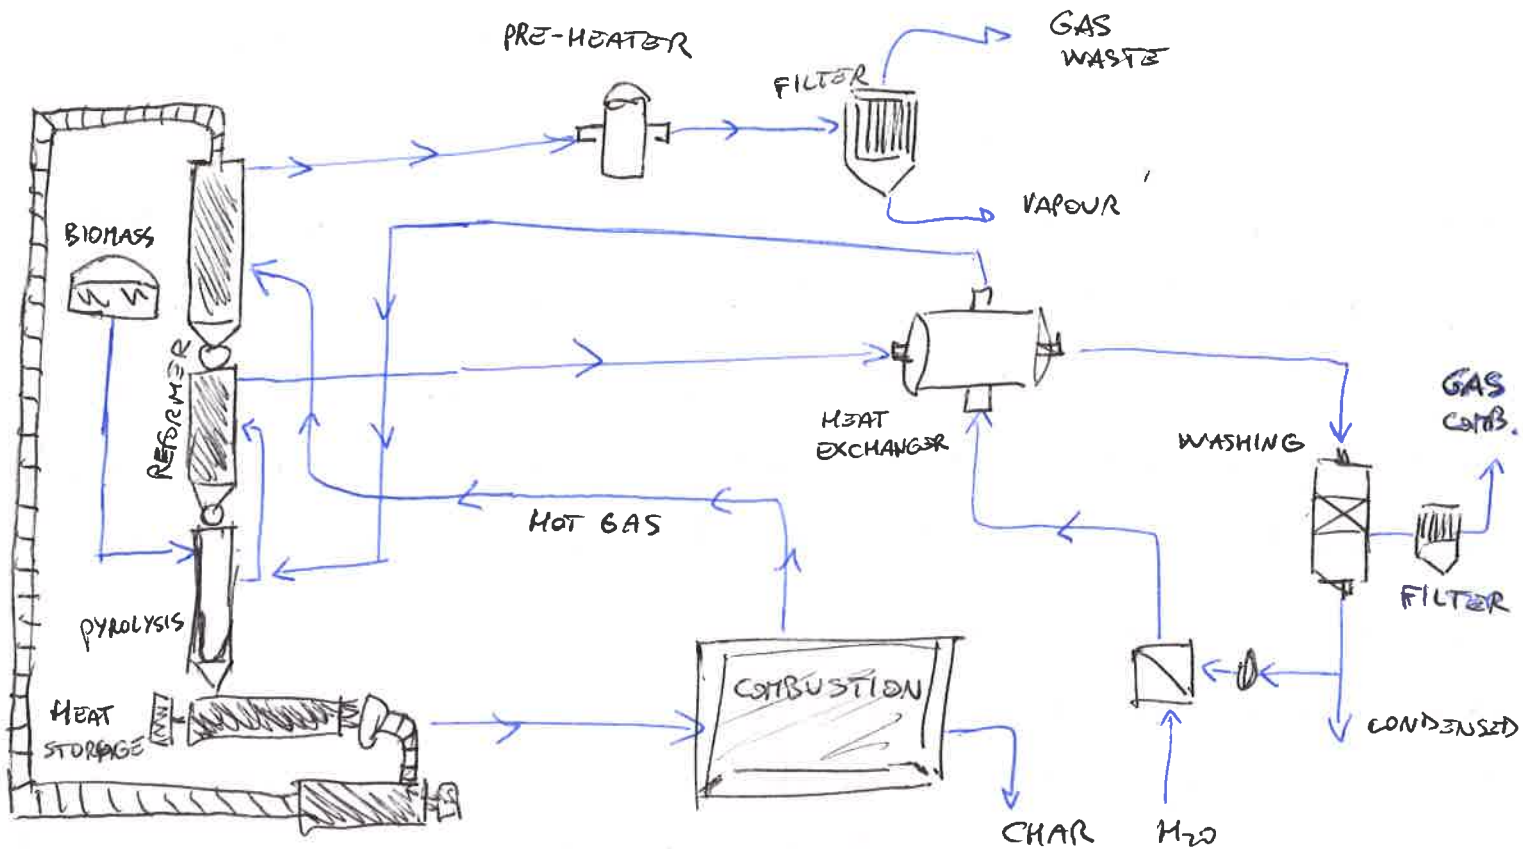 PRE-HEATER
GAS
WASTE
FILTER
VAPOUR
BIOMASS
REFORMER
HEAT
EXCHANGER
WASHING
GAS
COMB.
HOT GAS
FILTER
PYROLYSIS
COMBUSTION
HEAT
STORAGE
CONDENSED
CHAR
H2O